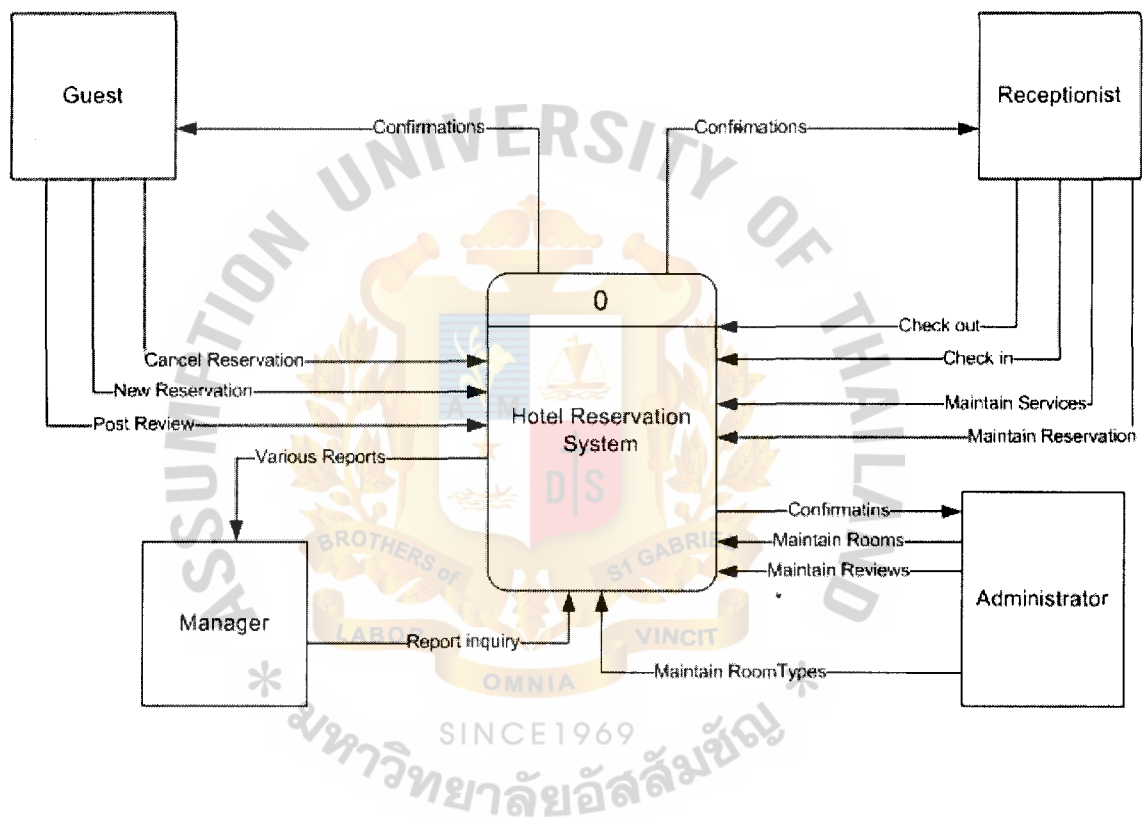 Guest
Receptionist
Confirmations
Confirmations
0
Hotel Reservation
System
Check out
Check in
Maintain Services
Maintain Reservation
Cancel Reservation
New Reservation
Post Review
Various Reports
Confirmatins
Maintain Rooms
Maintain Reviews
Administrator
Manager
Report inquiry
Maintain RoomTypes
ASSUMPTION UNIVERSITY OF THAILAND
A M
D S
BROTHERS of
S1 GABRIE
LABOR
VINCIT
OMNIA
SINCE1969
* มหาวิทยาลัยอัสสัมชัญ *